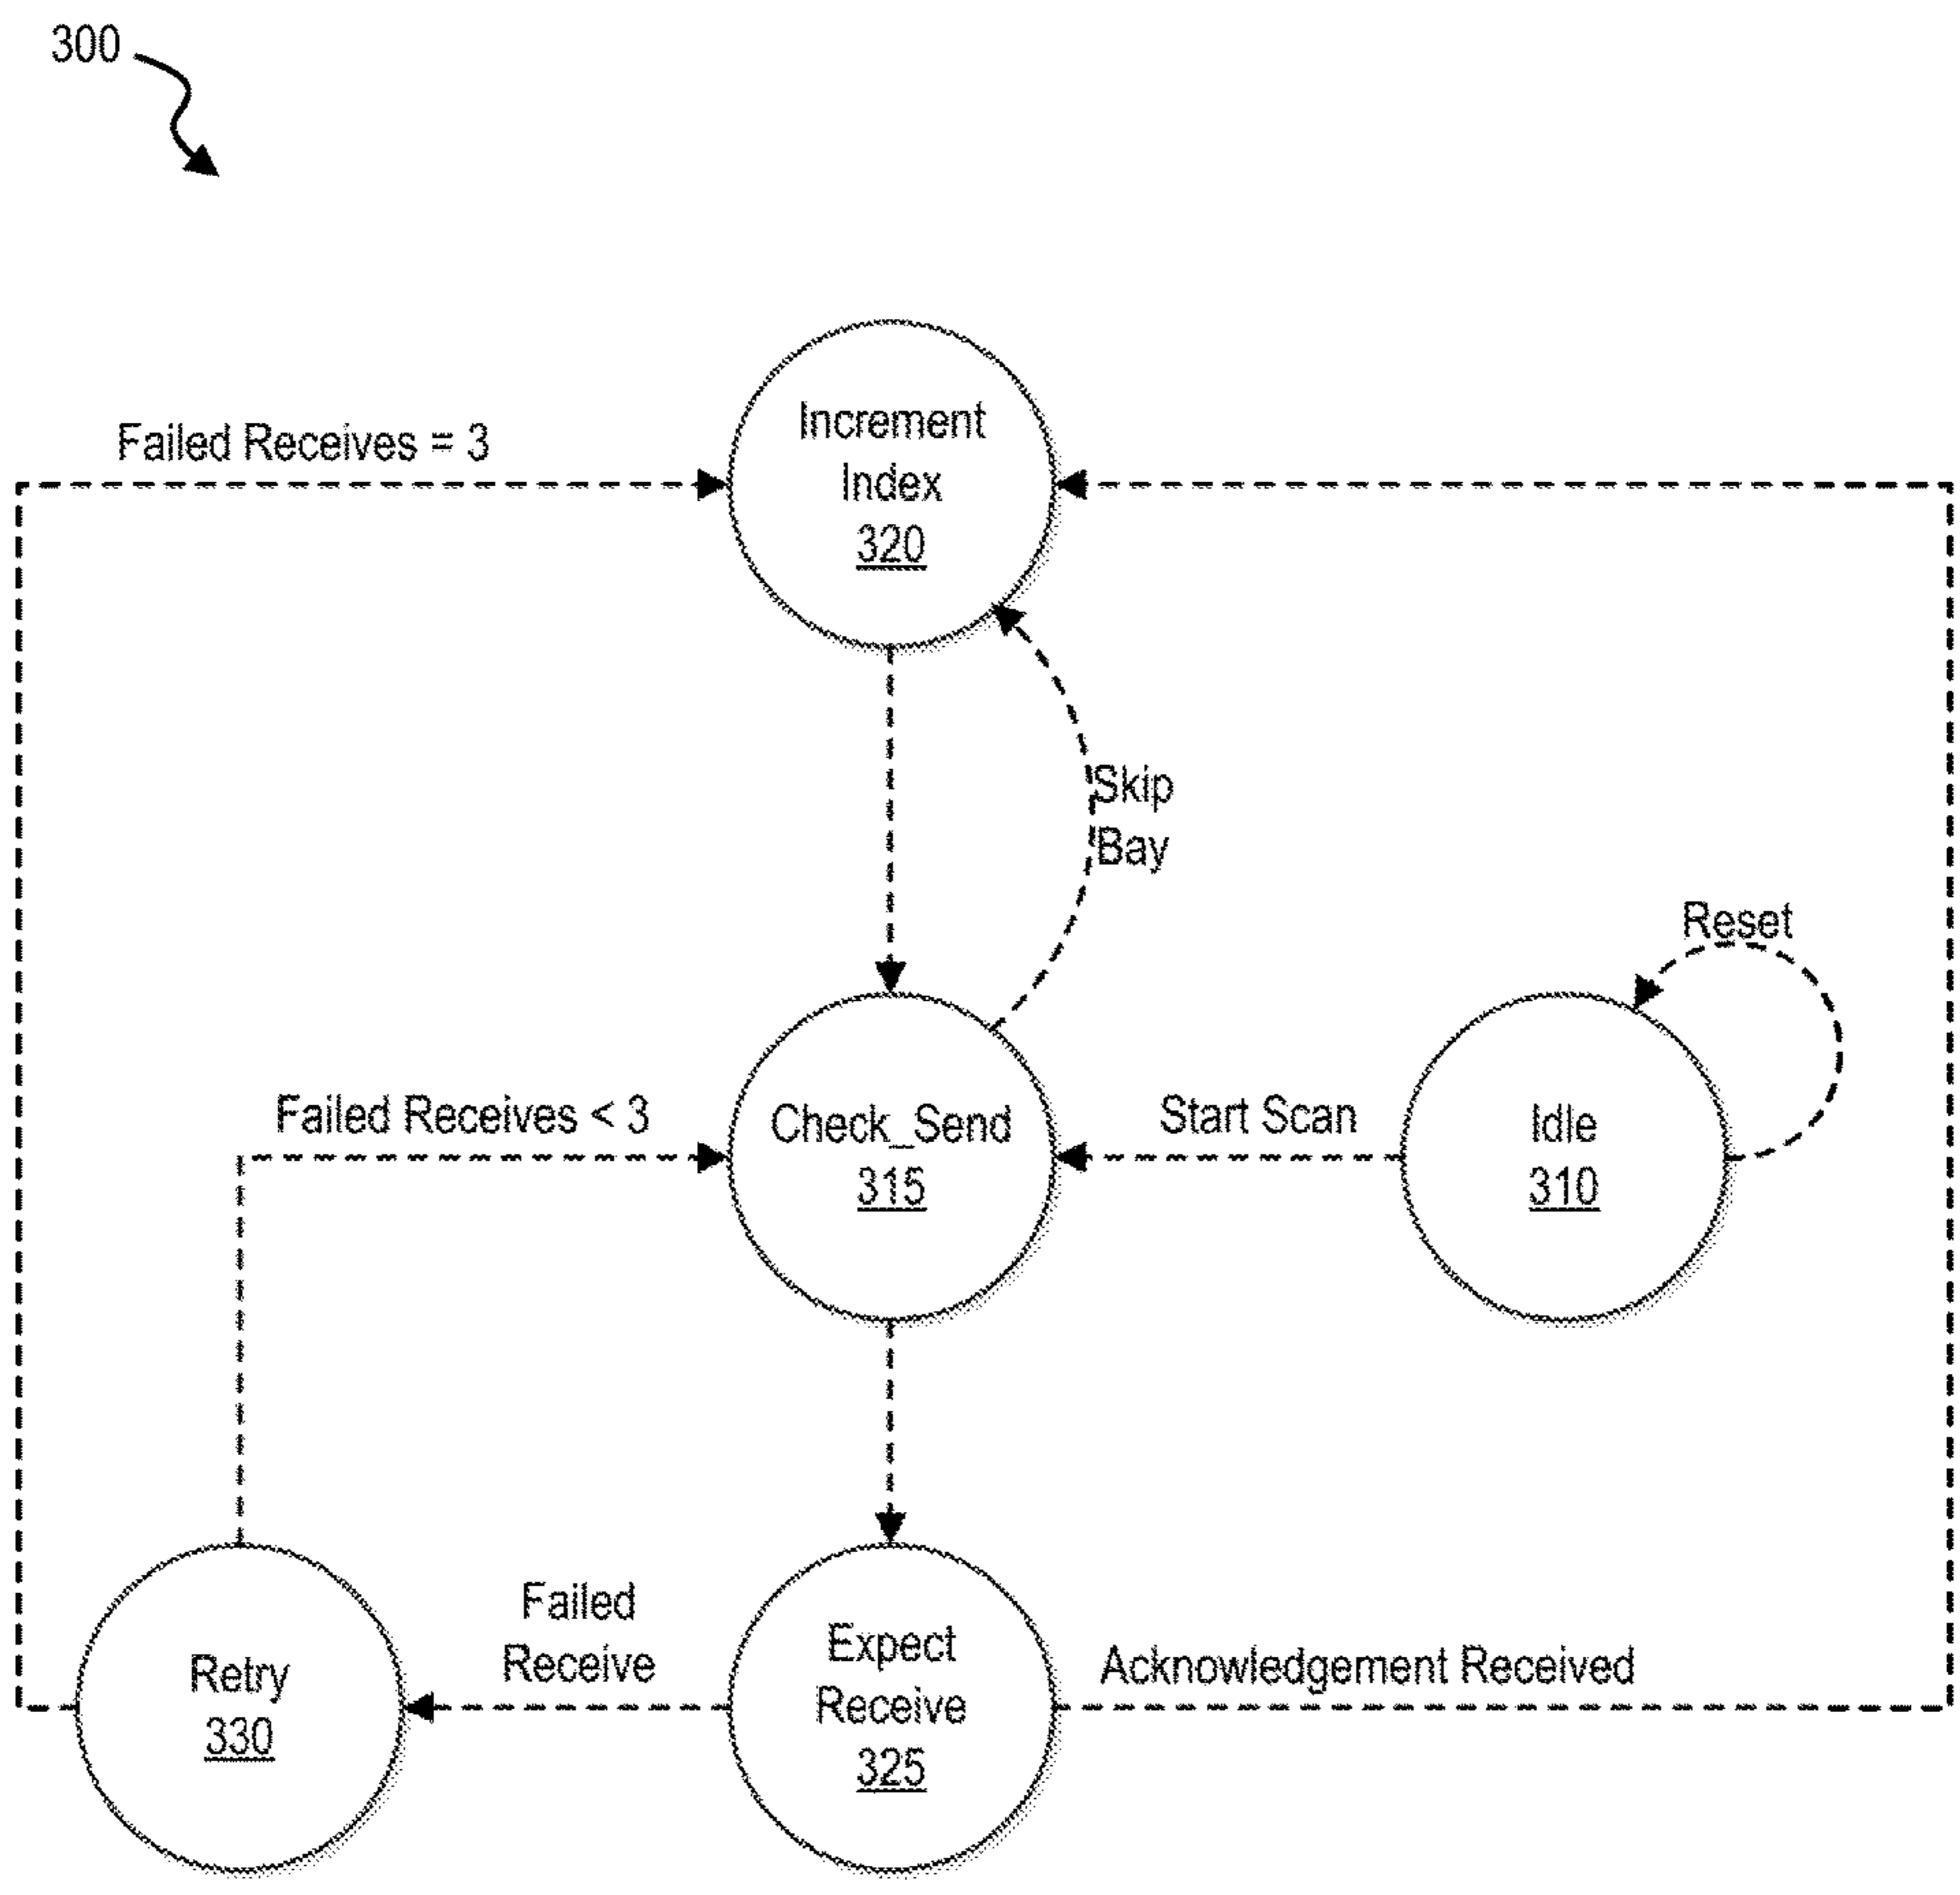 300
Increment
Index
320
Failed Receives = 3
Skip
Bay
Reset
Failed Receives < 3
Check_Send
315
Start Scan
Idle
310
Failed
Receive
Retry
330
Expect
Receive
325
Acknowledgement Received